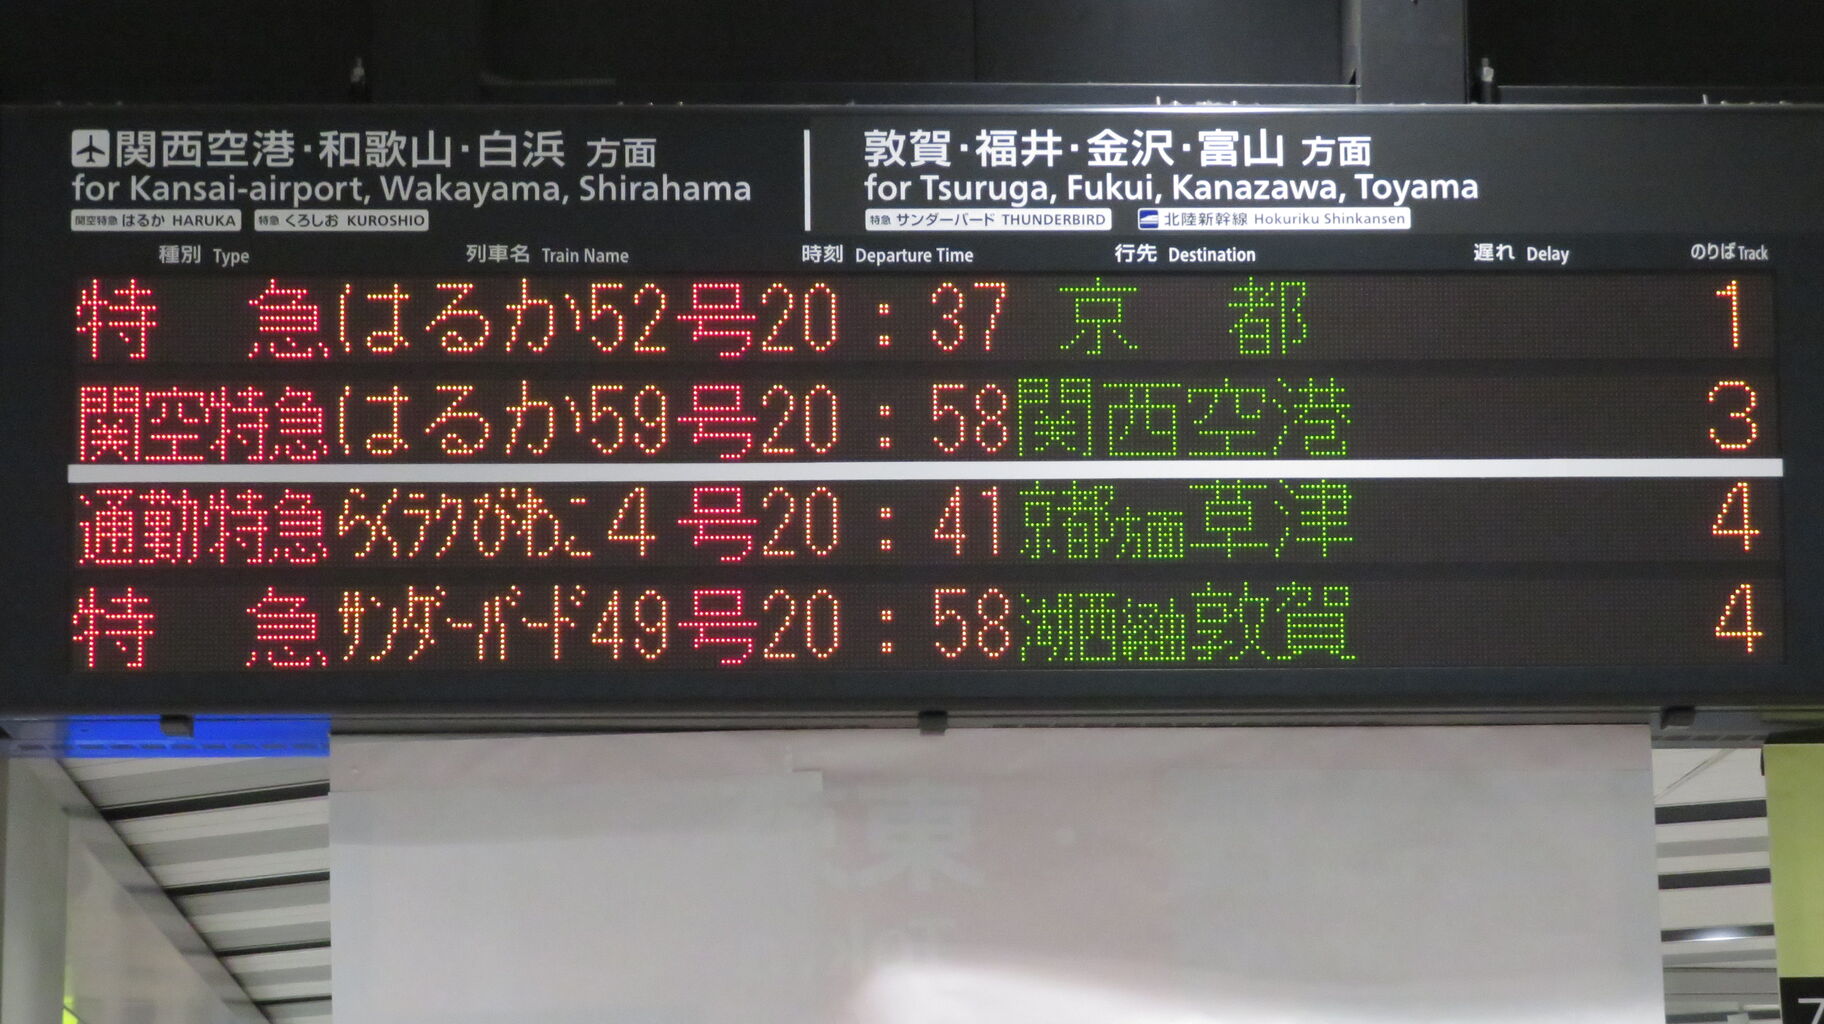 関西空港・和歌山・白浜 方面
for Kansai-airport, Wakayama, Shirahama
関空特急 はるか HARUKA 特急 くろしお KUROSHIO
敦賀・福井・金沢・富山 方面
for Tsuruga, Fukui, Kanazawa, Toyama
特急 サンダーバード THUNDERBIRD 北陸新幹線 Hokuriku Shinkansen
種別 Type 列車名 Train Name 時刻 Departure Time 行先 Destination 遅れ Delay のりば Track
特 急 はるか52号 20:37 京 都 1
関空特急 はるか59号 20:58 関西空港 3
通勤特急 らくラクびわこ 4号 20:41 京都方面草津 4
特 急 サンダーバード49号 20:58 湖西経由敦賀 4
東
7